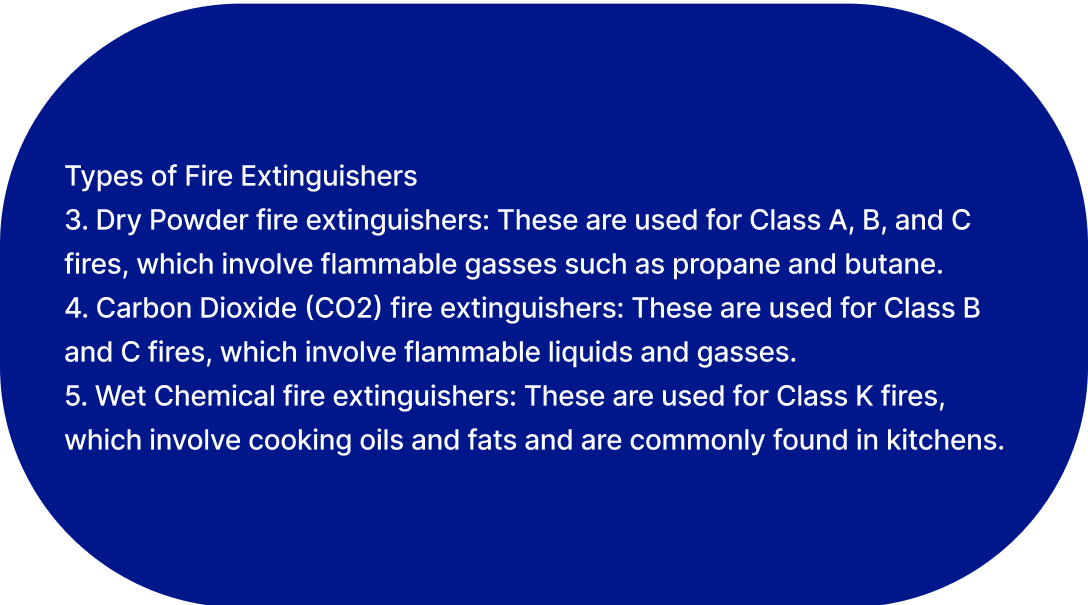 Types of Fire Extinguishers
3. Dry Powder fire extinguishers: These are used for Class A, B, and C
fires, which involve flammable gasses such as propane and butane.
4. Carbon Dioxide (CO2) fire extinguishers: These are used for Class B
and C fires, which involve flammable liquids and gasses.
5. Wet Chemical fire extinguishers: These are used for Class K fires,
which involve cooking oils and fats and are commonly found in kitchens.